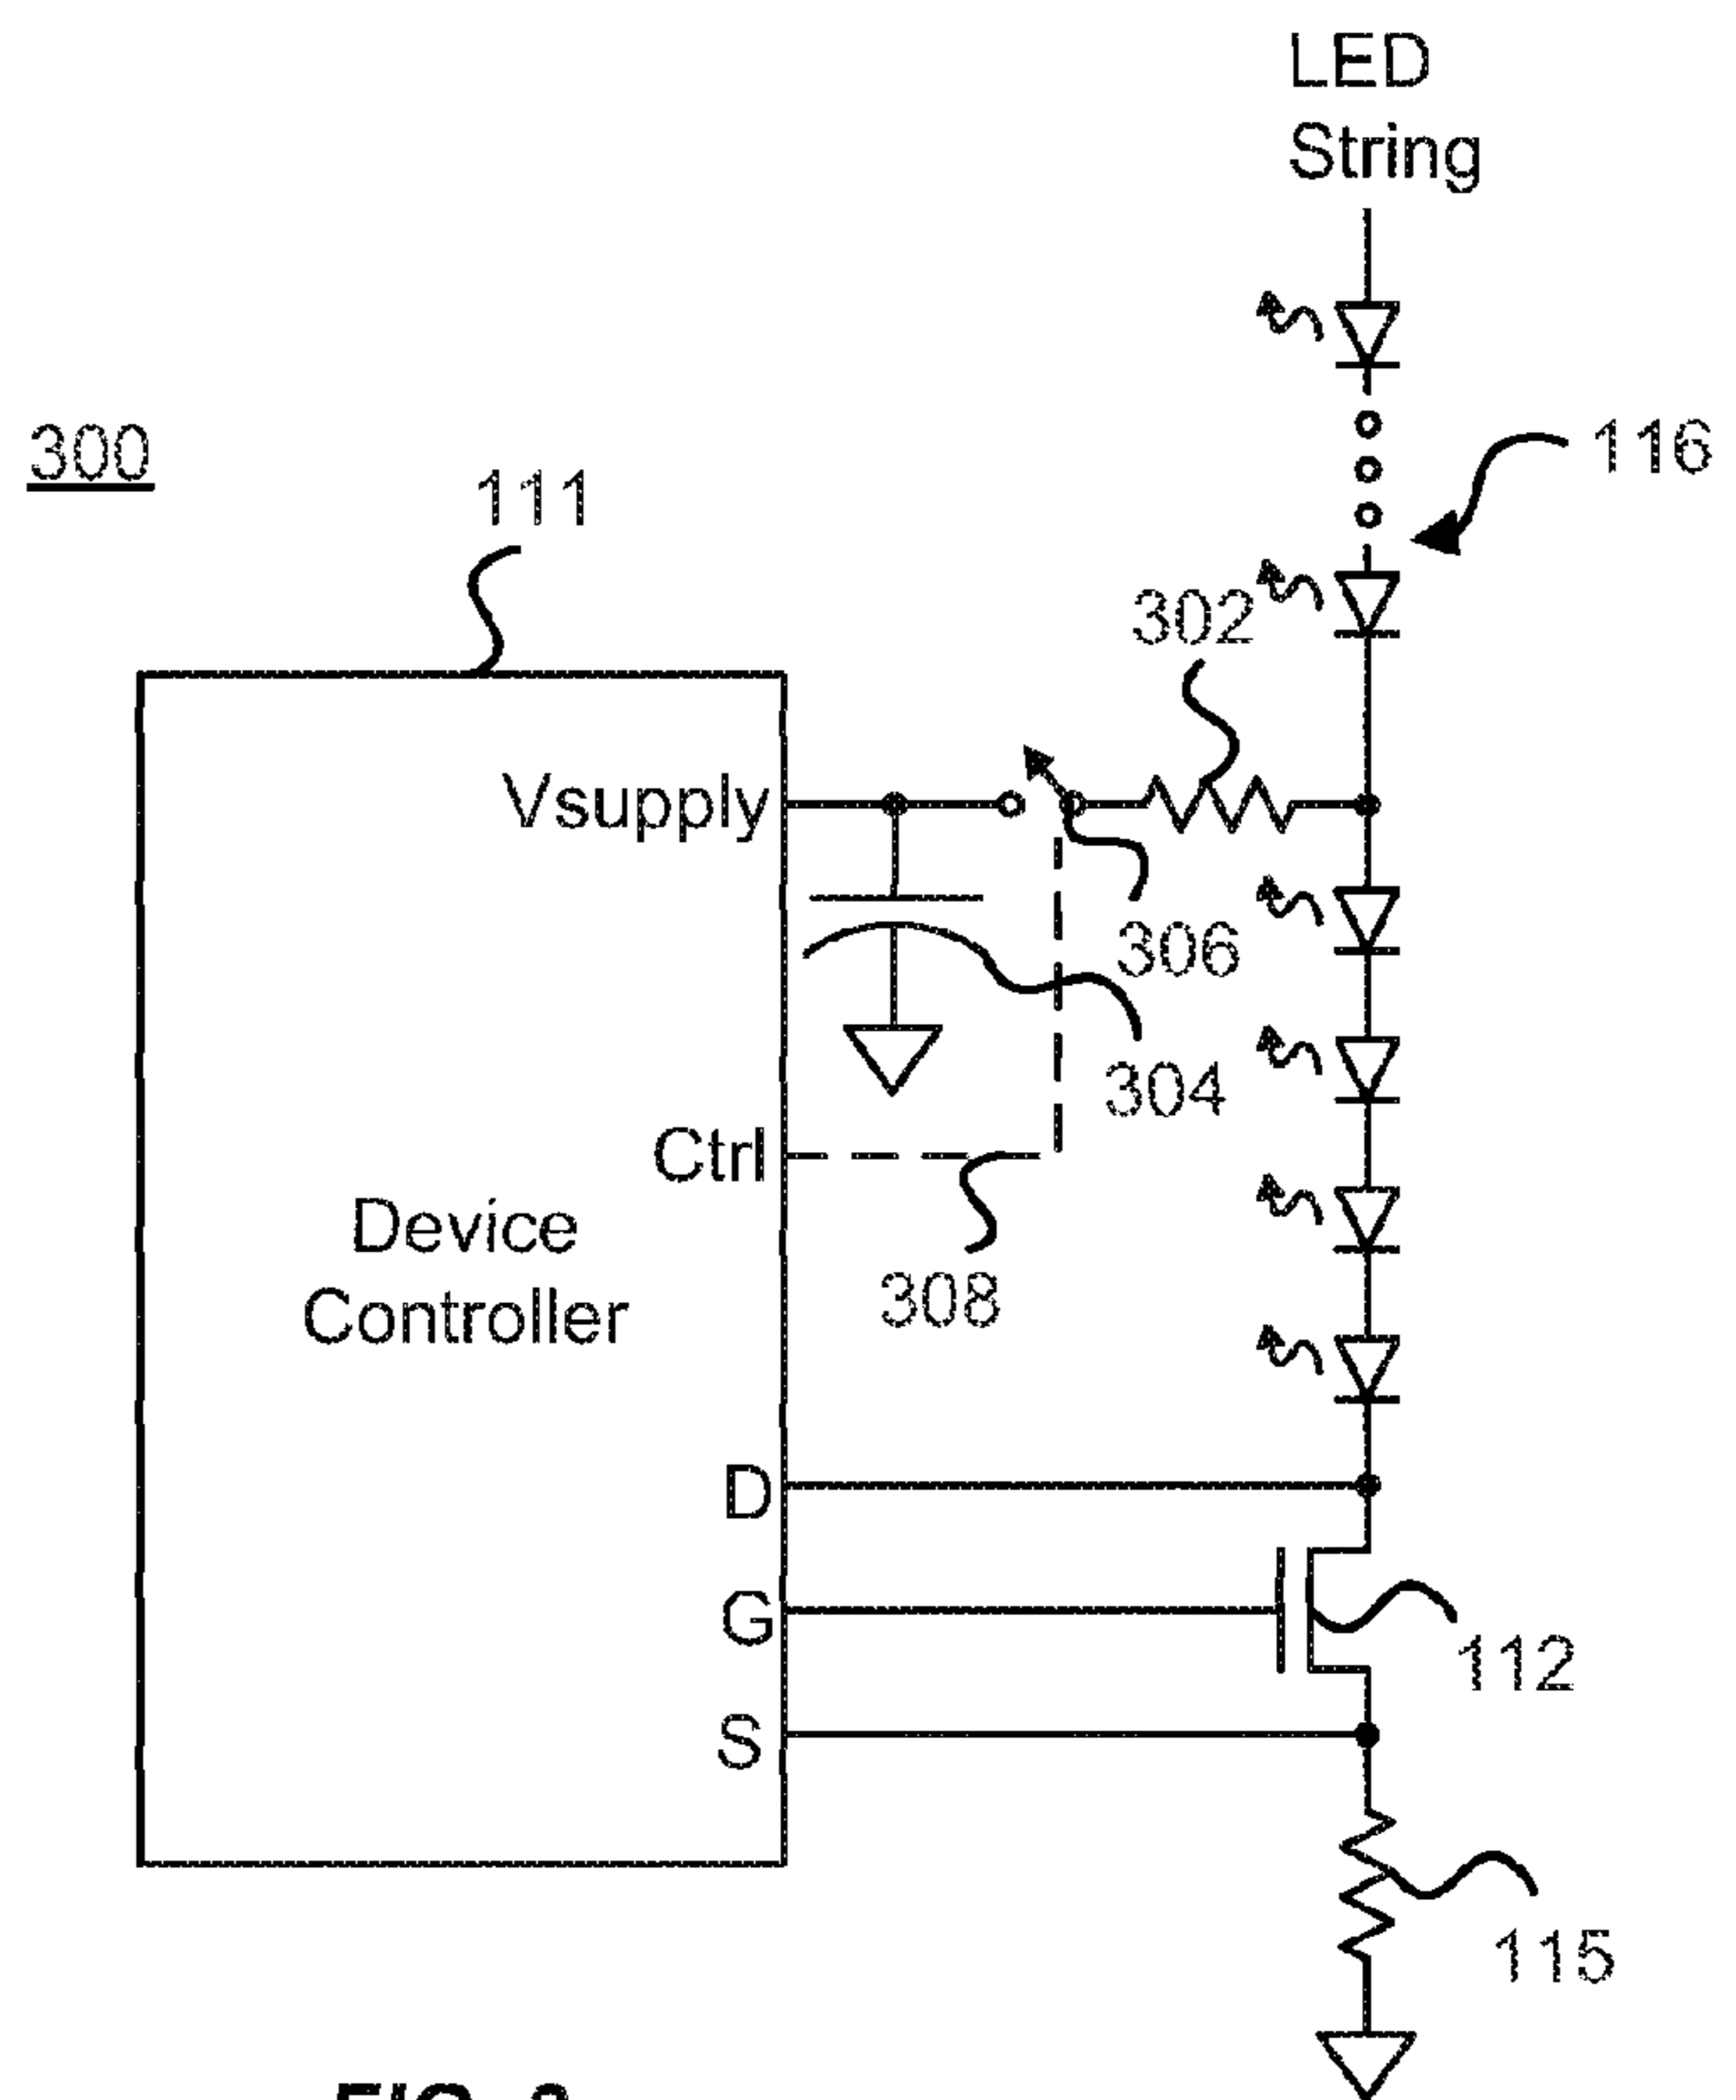 LED
String
300
111
116
302
Vsupply
306
304
Ctrl
Device
Controller
308
D
G
112
S
115